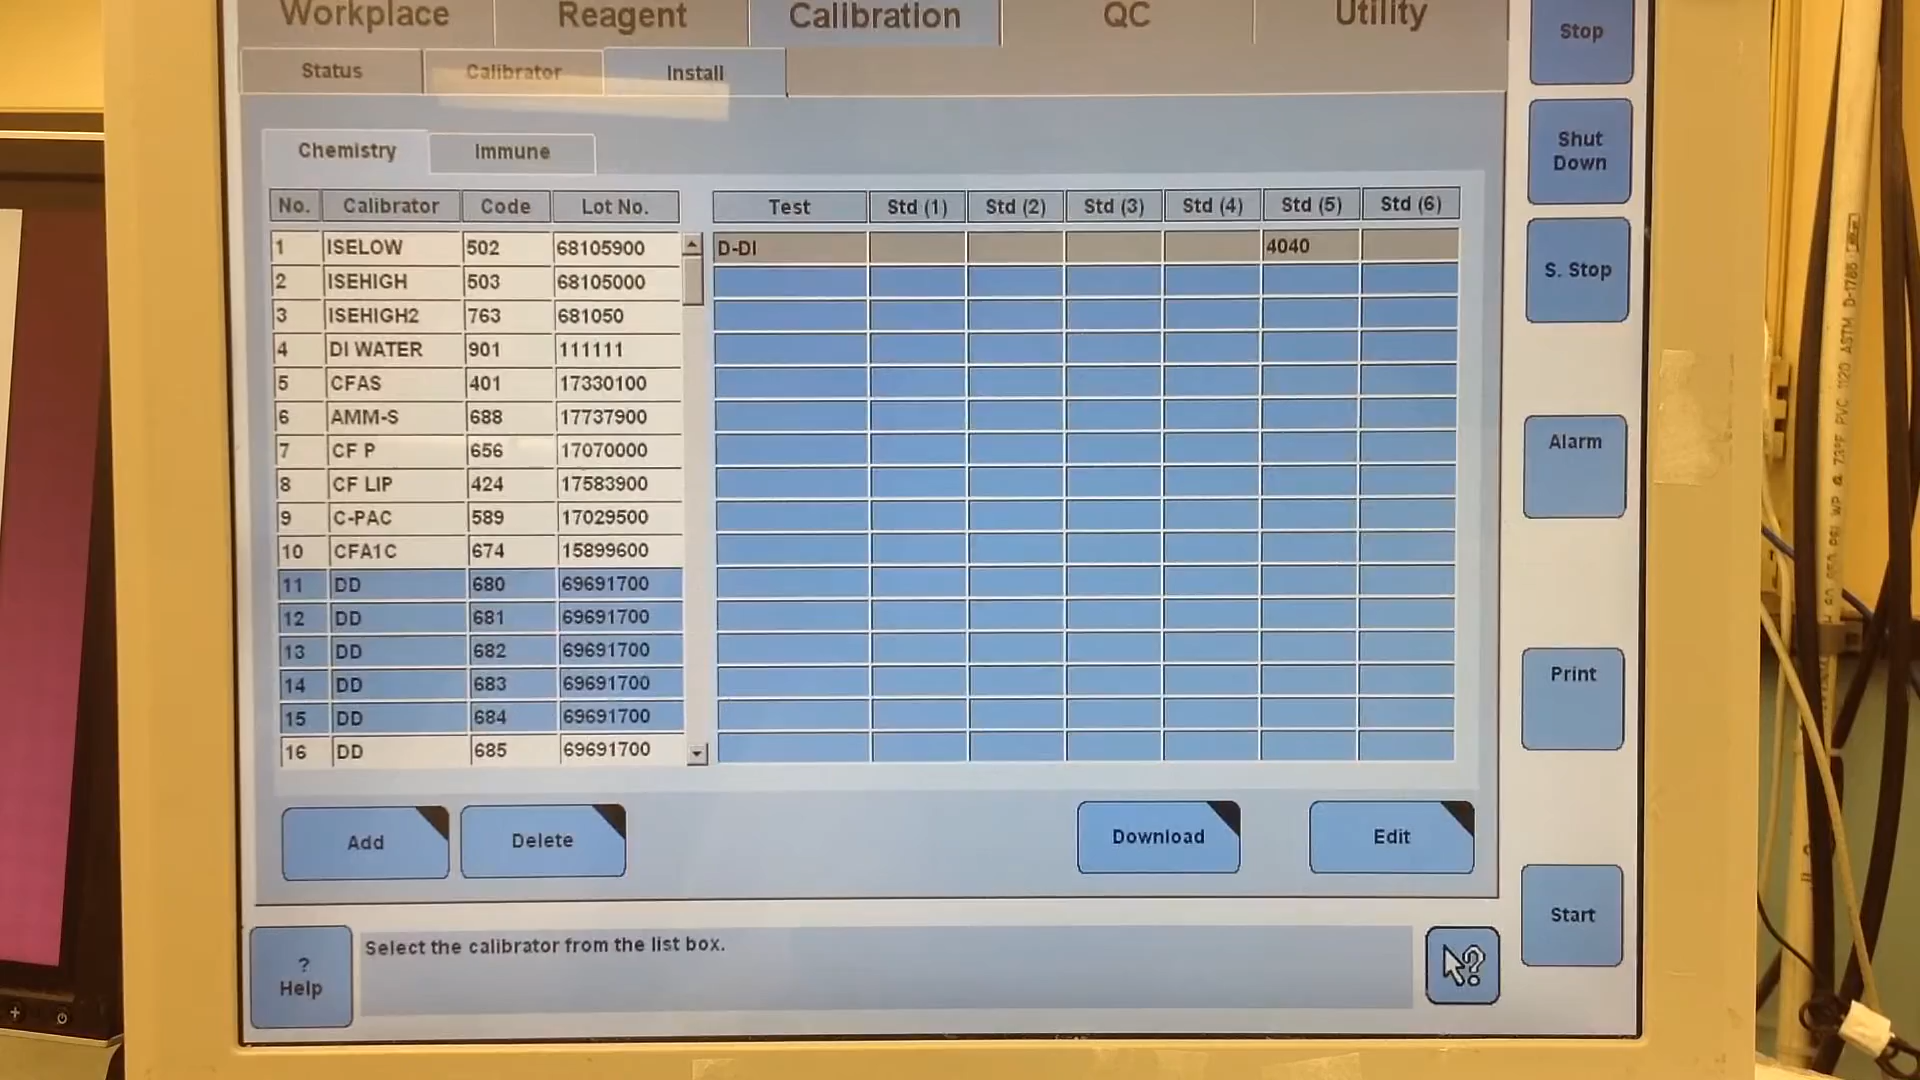 Workplace Reagent Calibration QC Utility
Stop
Status Calibrator Install
Shut Down
Chemistry Immune
No. Calibrator Code Lot No. Test Std (1) Std (2) Std (3) Std (4) Std (5) Std (6)
1 ISELOW 502 68105900 D-DI 4040
2 ISEHIGH 503 68105000
S. Stop
3 ISEHIGH2 763 681050
4 DI WATER 901 111111
5 CFAS 401 17330100
6 AMM-S 688 17737900
Alarm
7 CF P 656 17070000
8 CF LIP 424 17583900
9 C-PAC 589 17029500
10 CFA1C 674 15899600
11 DD 680 69691700
12 DD 681 69691700
13 DD 682 69691700
14 DD 683 69691700
Print
15 DD 684 69691700
16 DD 685 69691700
Add Delete Download Edit
Start
? Help
Select the calibrator from the list box.
?